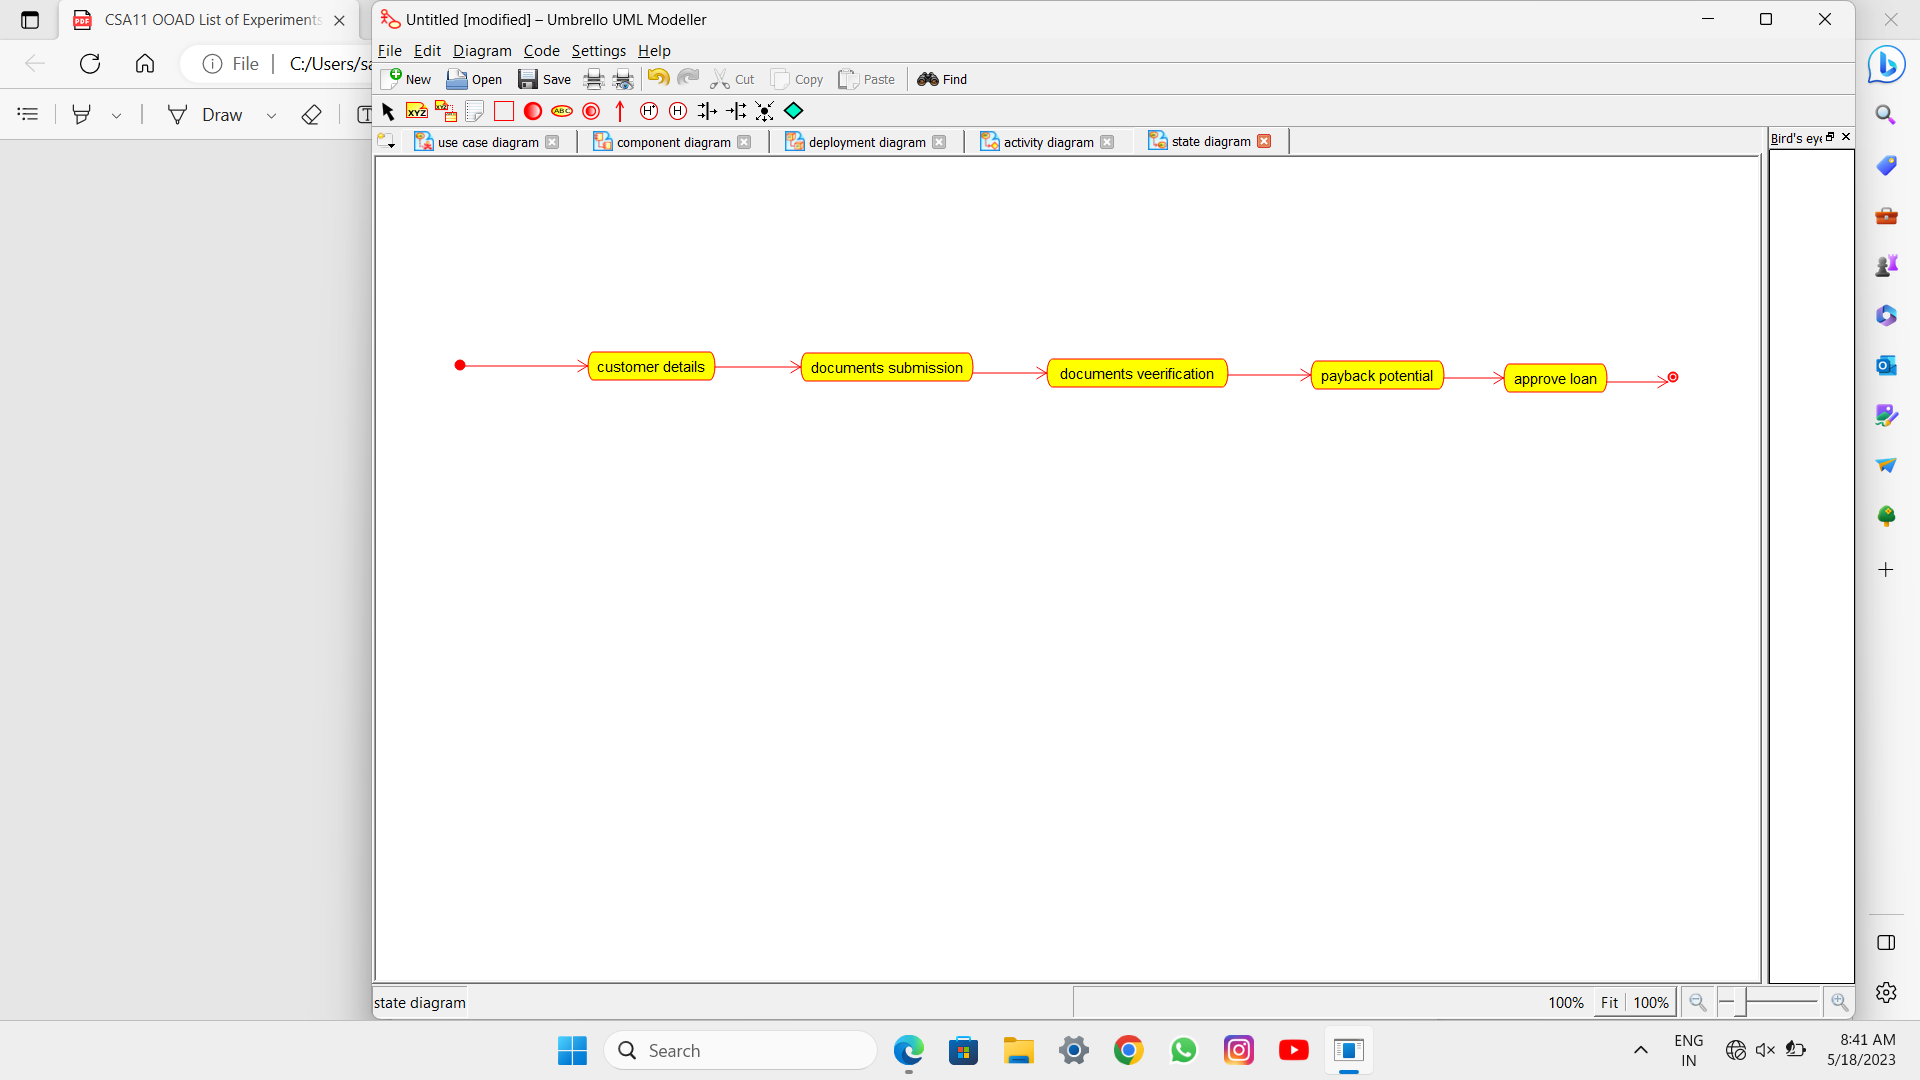 CSA11 OOAD List of Experiments
Untitled [modified] – Umbrello UML Modeller
File
C:/Users/sa
File Edit Diagram Code Settings Help
New Open Save Cut Copy Paste Find
Draw
XYZ XYZ ABC H* H
use case diagram component diagram deployment diagram activity diagram state diagram
Bird's eye
customer details
documents submission
documents veerification
payback potential
approve loan
state diagram
100% Fit 100%
Search
ENG
IN
8:41 AM
5/18/2023